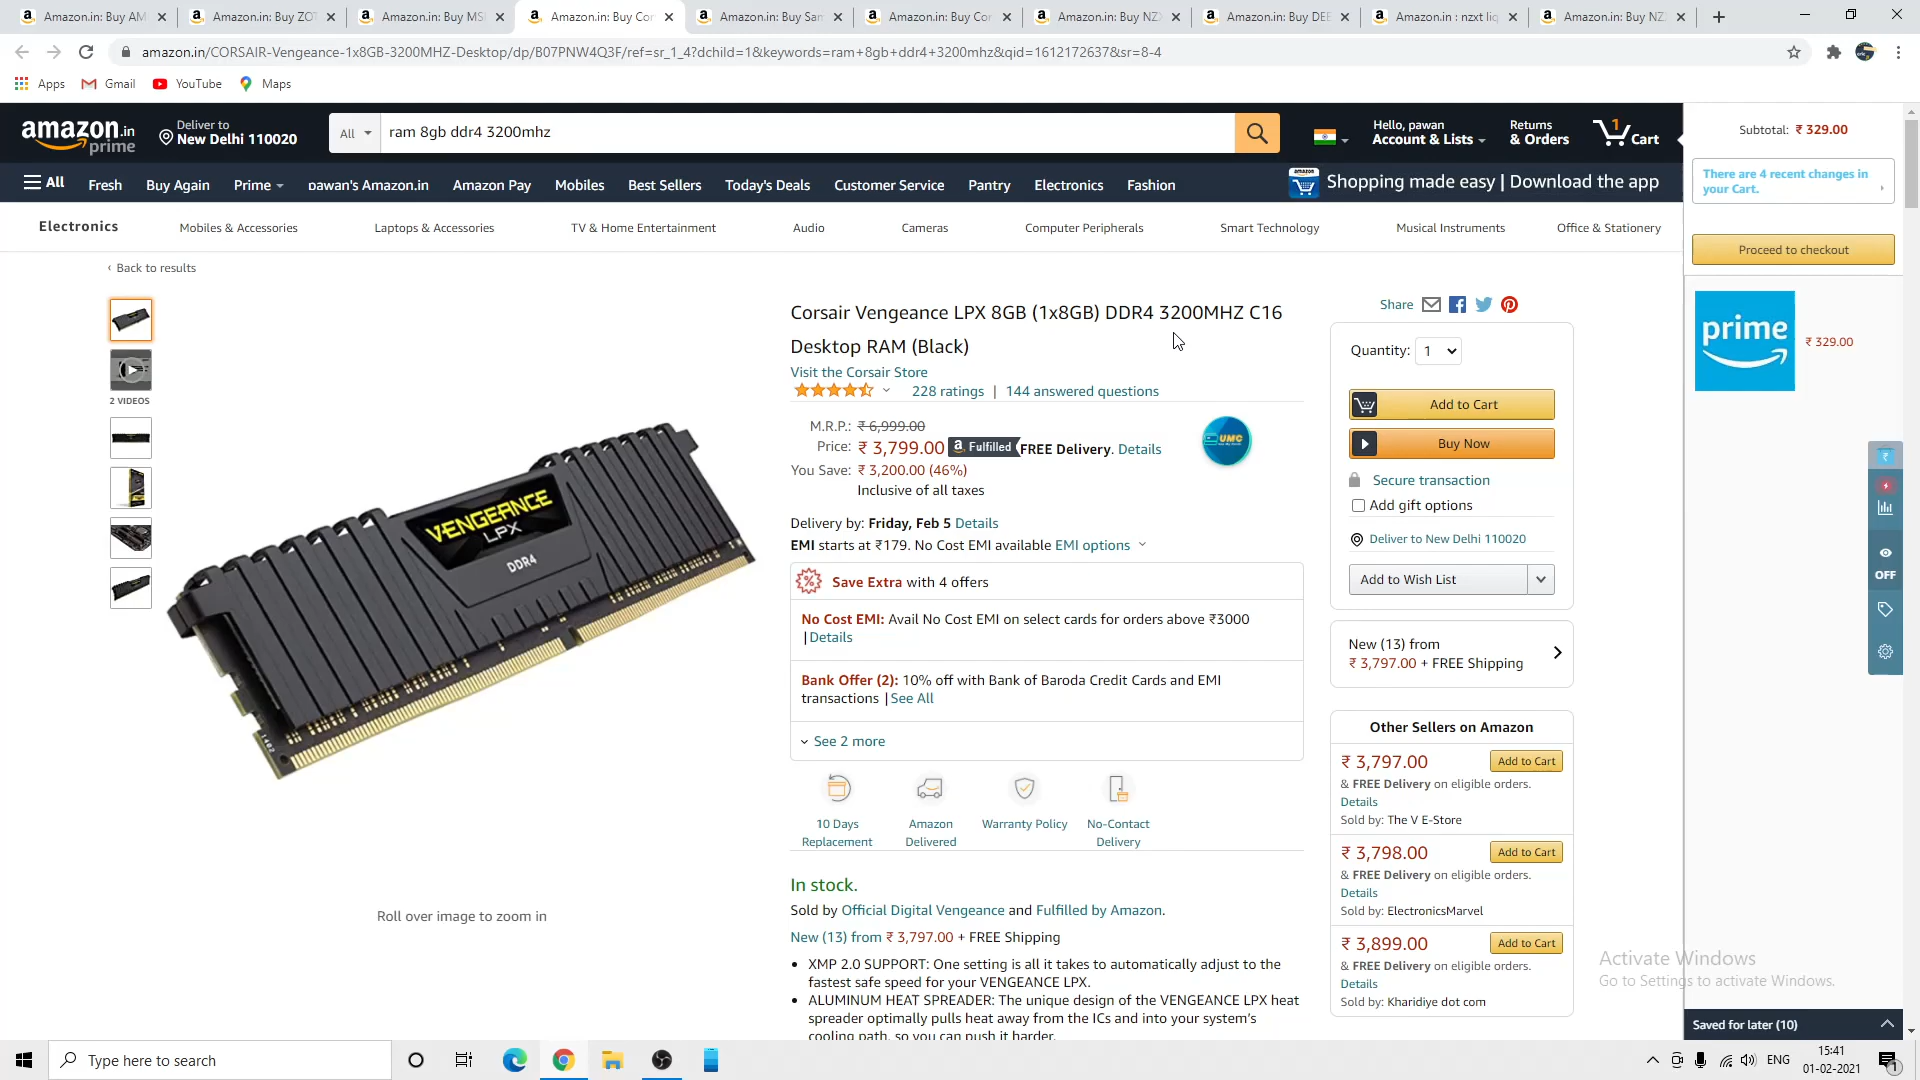 Amazon.in: Buy AM
Amazon.in: Buy ZOT
Amazon.in: Buy MSI
Amazon.in: Buy Cor
Amazon.in: Buy Sam
Amazon.in: Buy Cor
Amazon.in: Buy NZX
Amazon.in: Buy DEE
Amazon.in : nzxt liq
Amazon.in: Buy NZ
amazon.in/CORSAIR-Vengeance-1x8GB-3200MHZ-Desktop/dp/B07PNW4Q3F/ref=sr_1_4?dchild=1&keywords=ram+8gb+ddr4+3200mhz&qid=1612172637&sr=8-4
Apps
Gmail
YouTube
Maps
amazon.in
prime
Deliver to
New Delhi 110020
All
ram 8gb ddr4 3200mhz
Hello, pawan
Account & Lists
Returns
& Orders
1
Cart
All
Fresh
Buy Again
Prime
pawan's Amazon.in
Amazon Pay
Mobiles
Best Sellers
Today's Deals
Customer Service
Pantry
Electronics
Fashion
amazon
Shopping made easy | Download the app
Electronics
Mobiles & Accessories
Laptops & Accessories
TV & Home Entertainment
Audio
Cameras
Computer Peripherals
Smart Technology
Musical Instruments
Office & Stationery
‹ Back to results
2 VIDEOS
VENGEANCE
LPX
DDR4
Roll over image to zoom in
Corsair Vengeance LPX 8GB (1x8GB) DDR4 3200MHZ C16
Desktop RAM (Black)
Visit the Corsair Store
228 ratings | 144 answered questions
M.R.P.: ₹ 6,999.00
Price: ₹ 3,799.00 a Fulfilled FREE Delivery. Details
You Save: ₹ 3,200.00 (46%)
Inclusive of all taxes
UMC
Delivery by: Friday, Feb 5 Details
EMI starts at ₹179. No Cost EMI available EMI options
Save Extra with 4 offers
No Cost EMI: Avail No Cost EMI on select cards for orders above ₹3000
|Details
Bank Offer (2): 10% off with Bank of Baroda Credit Cards and EMI
transactions |See All
See 2 more
10 Days
Replacement
Amazon
Delivered
Warranty Policy
No-Contact
Delivery
In stock.
Sold by Official Digital Vengeance and Fulfilled by Amazon.
New (13) from ₹ 3,797.00 + FREE Shipping
• XMP 2.0 SUPPORT: One setting is all it takes to automatically adjust to the
fastest safe speed for your VENGEANCE LPX.
• ALUMINUM HEAT SPREADER: The unique design of the VENGEANCE LPX heat
spreader optimally pulls heat away from the ICs and into your system's
cooling path, so you can push it harder.
Share
Quantity: 1
Add to Cart
Buy Now
Secure transaction
Add gift options
Deliver to New Delhi 110020
Add to Wish List
New (13) from
₹ 3,797.00 + FREE Shipping
Other Sellers on Amazon
₹ 3,797.00
Add to Cart
& FREE Delivery on eligible orders.
Details
Sold by: The V E-Store
₹ 3,798.00
Add to Cart
& FREE Delivery on eligible orders.
Details
Sold by: ElectronicsMarvel
₹ 3,899.00
Add to Cart
& FREE Delivery on eligible orders.
Details
Sold by: Kharidiye dot com
Subtotal: ₹ 329.00
There are 4 recent changes in
your Cart.
Proceed to checkout
prime
₹ 329.00
₹
OFF
Activate Windows
Go to Settings to activate Windows.
Saved for later (10)
Type here to search
ENG
15:41
01-02-2021
1